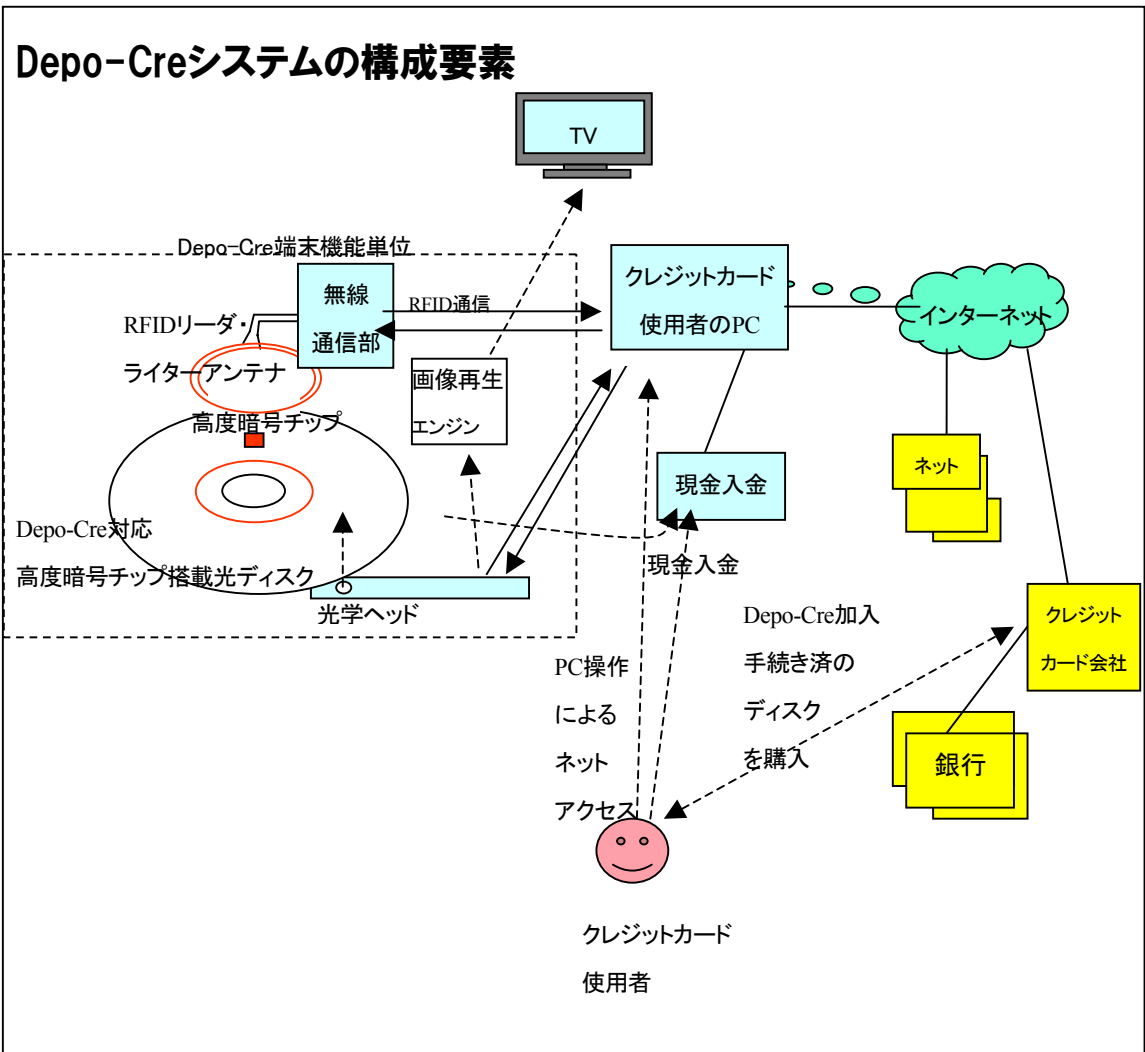 Depo-Creシステムの構成要素
TV
Depo-Cre端末機能単位
無線
通信部
RFID通信
クレジットカード
使用者のPC
インターネット
RFIDリーダ・
ライターアンテナ
画像再生
エンジン
高度暗号チップ
ネット
現金入金
Depo-Cre対応
高度暗号チップ搭載光ディスク
光学ヘッド
現金入金
Depo-Cre加入
手続き済の
ディスク
を購入
クレジット
カード会社
PC操作
による
ネット
アクセス
銀行
クレジットカード
使用者